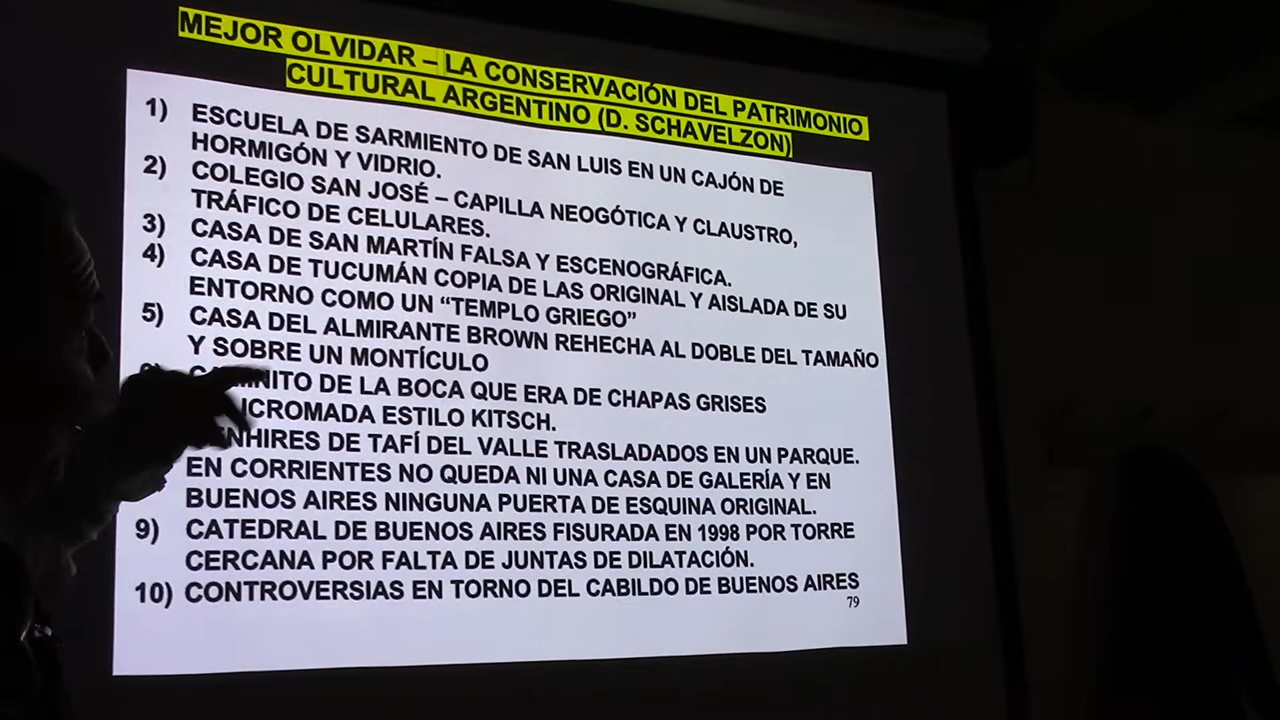 MEJOR OLVIDAR – LA CONSERVACIÓN DEL PATRIMONIO
CULTURAL ARGENTINO (D. SCHAVELZON)
1) ESCUELA DE SARMIENTO DE SAN LUIS EN UN CAJÓN DE
HORMIGÓN Y VIDRIO.
2) COLEGIO SAN JOSÉ – CAPILLA NEOGÓTICA Y CLAUSTRO,
TRÁFICO DE CELULARES.
3) CASA DE SAN MARTÍN FALSA Y ESCENOGRÁFICA.
4) CASA DE TUCUMÁN COPIA DE LAS ORIGINAL Y AISLADA DE SU
ENTORNO COMO UN “TEMPLO GRIEGO”
5) CASA DEL ALMIRANTE BROWN REHECHA AL DOBLE DEL TAMAÑO
Y SOBRE UN MONTÍCULO
DE LA BOCA QUE ERA DE CHAPAS GRISES
ESTILO KITSCH.
DE TAFÍ DEL VALLE TRASLADADOS EN UN PARQUE.
EN CORRIENTES NO QUEDA NI UNA CASA DE GALERÍA Y EN
BUENOS AIRES NINGUNA PUERTA DE ESQUINA ORIGINAL.
9) CATEDRAL DE BUENOS AIRES FISURADA EN 1998 POR TORRE
CERCANA POR FALTA DE JUNTAS DE DILATACIÓN.
10) CONTROVERSIAS EN TORNO DEL CABILDO DE BUENOS AIRES
79